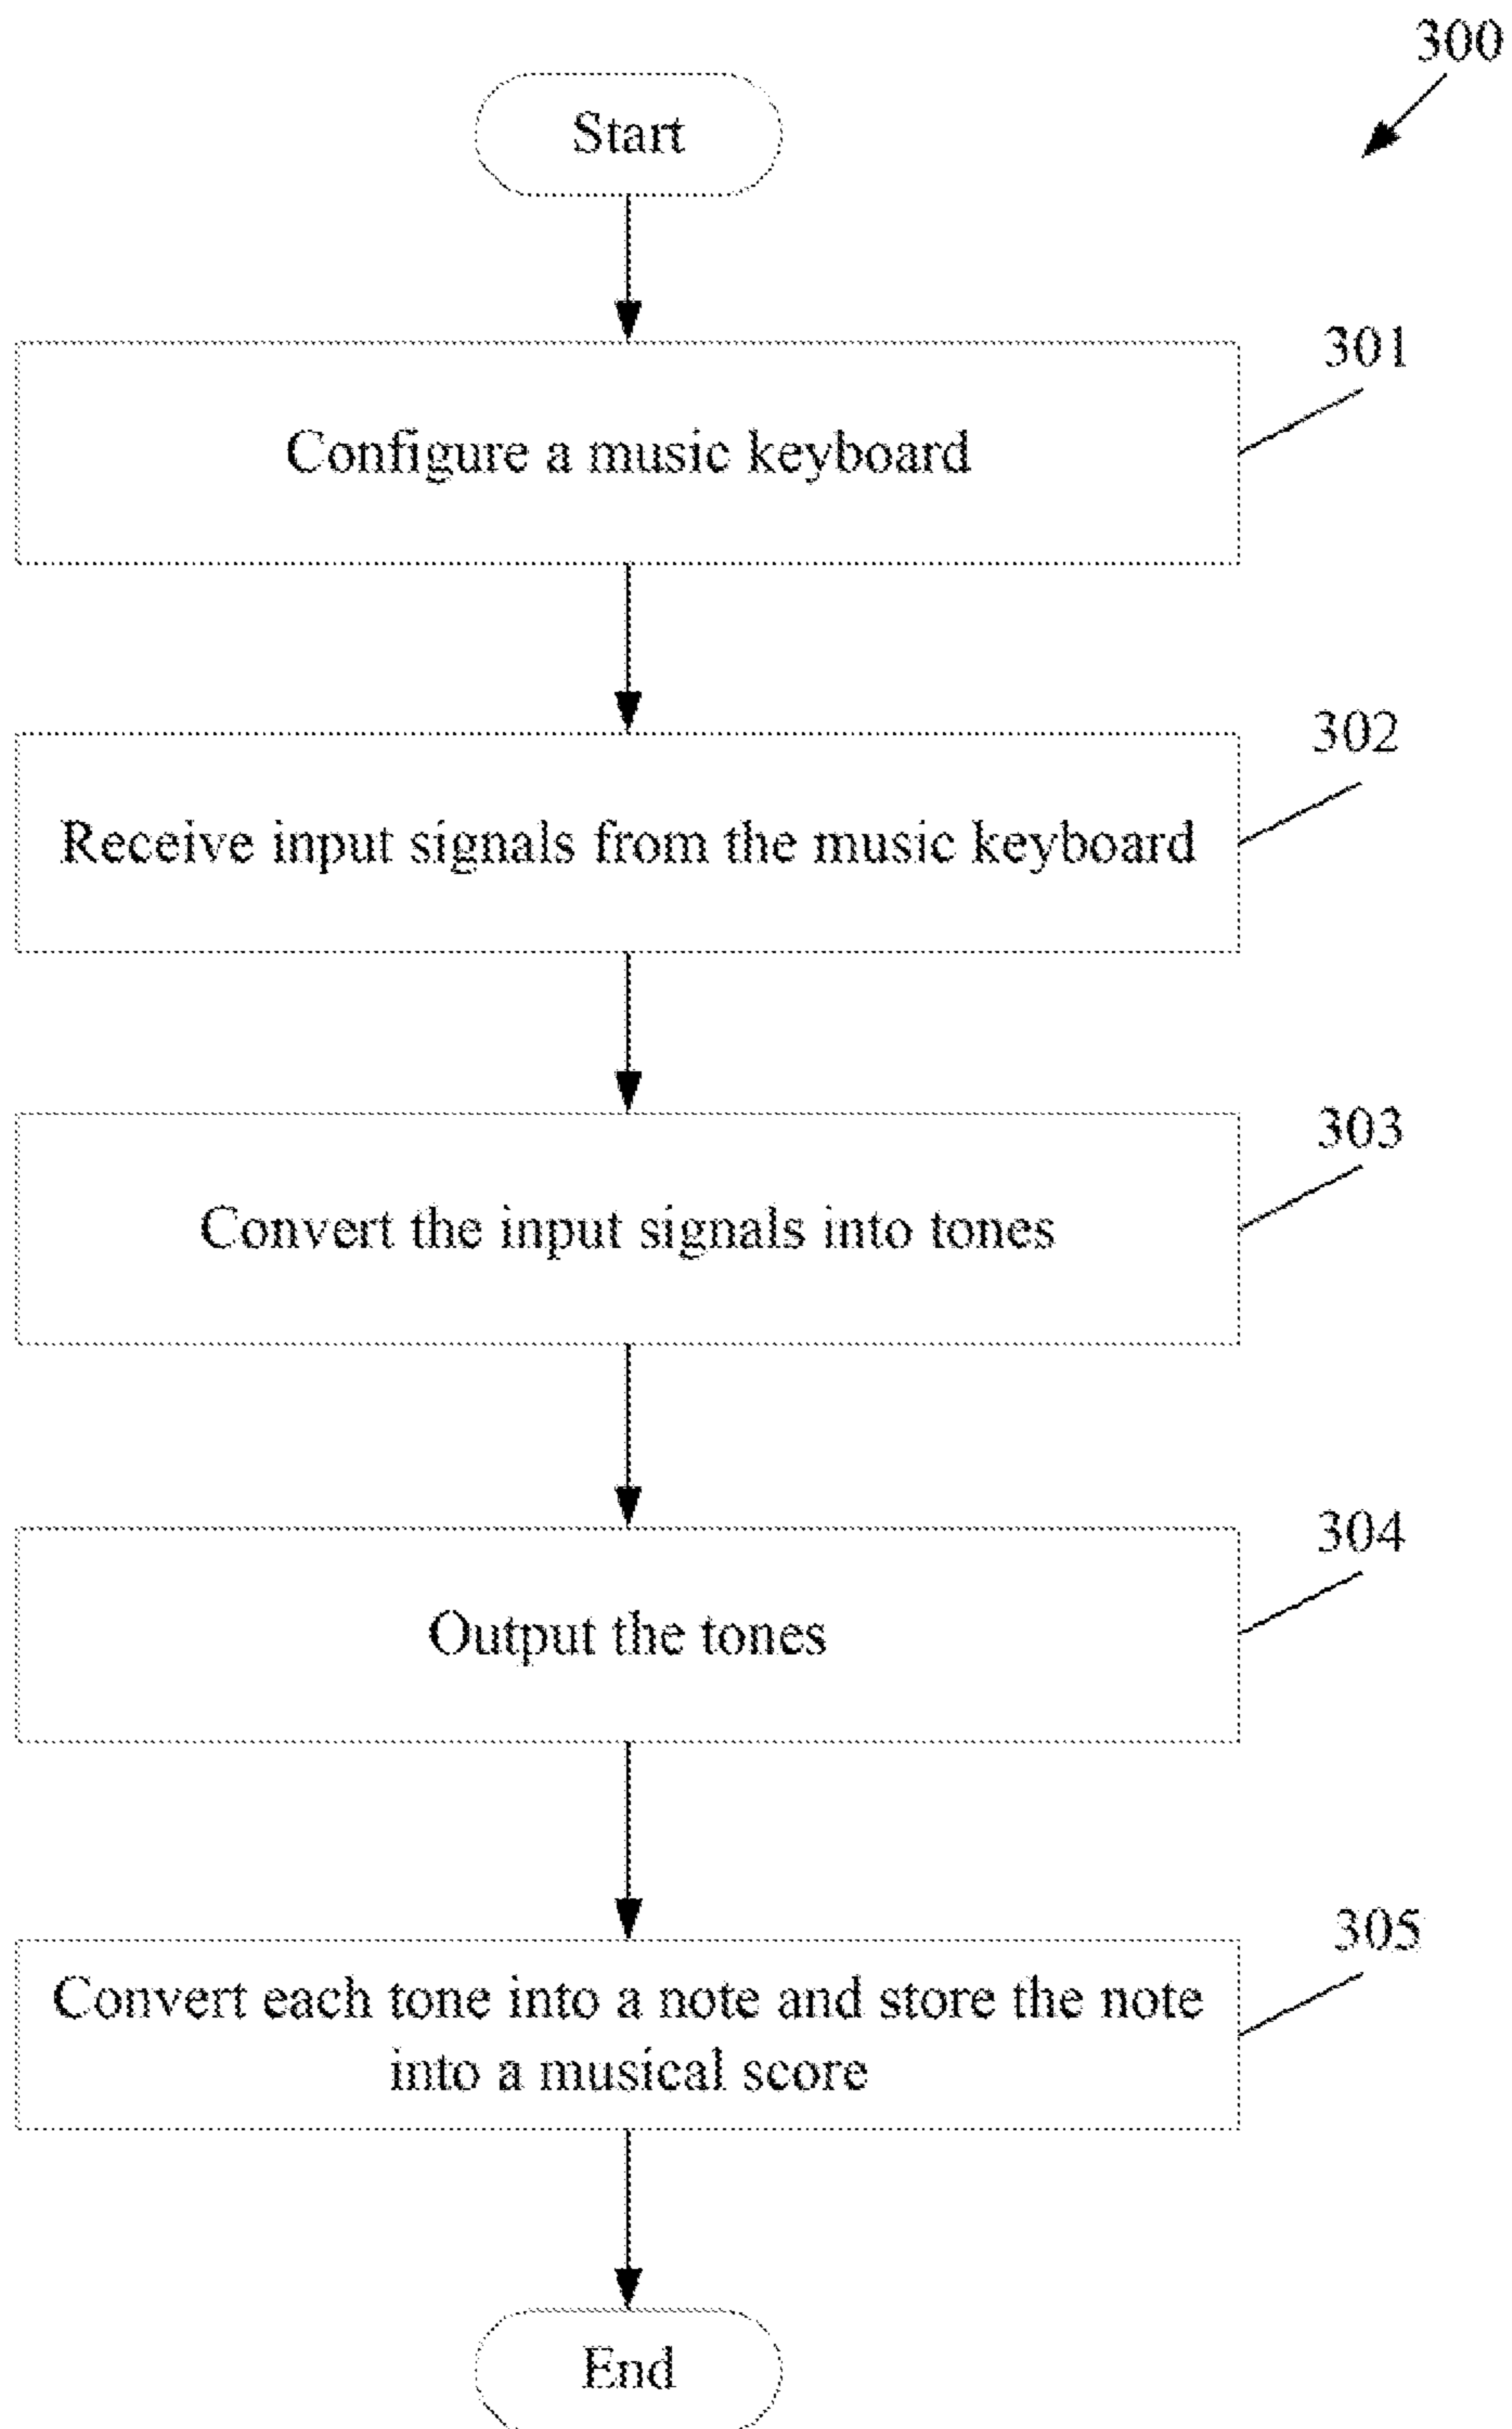 300
Start
301
Configure a music keyboard
302
Receive input signals from the music keyboard
303
Convert the input signals into tones
304
Output the tones
305
Convert each tone into a note and store the note
into a musical score
End